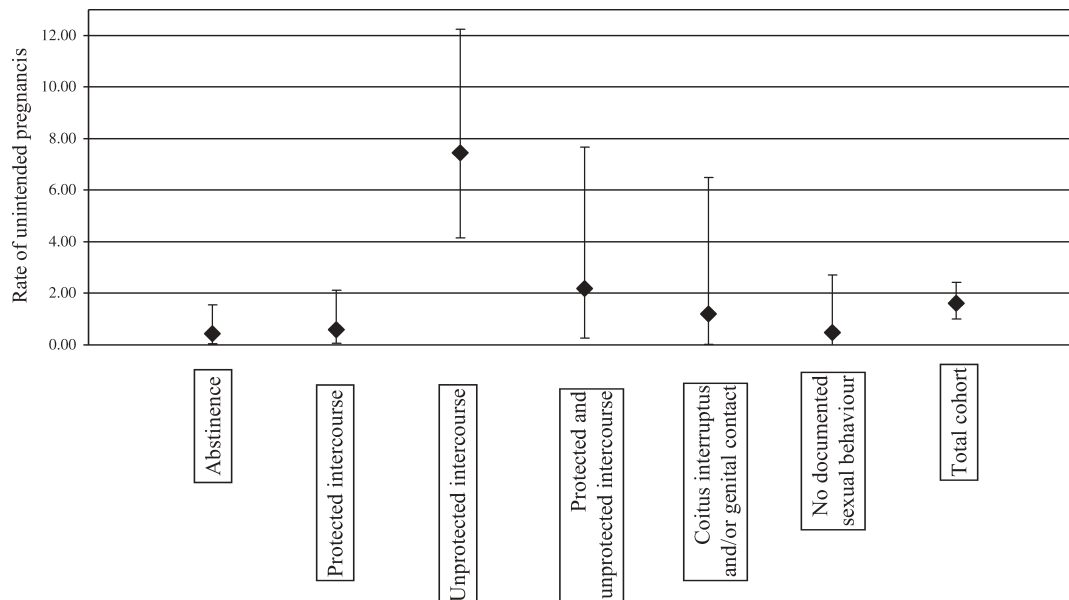 Rate of unintended pregnancis
12.00
10.00
8.00
6.00
4.00
2.00
0.00
Abstinence
Protected intercourse
Unprotected intercourse
Protected and
unprotected intercourse
Coitus interruptus
and/or genital contact
No documented
sexual behaviour
Total cohort